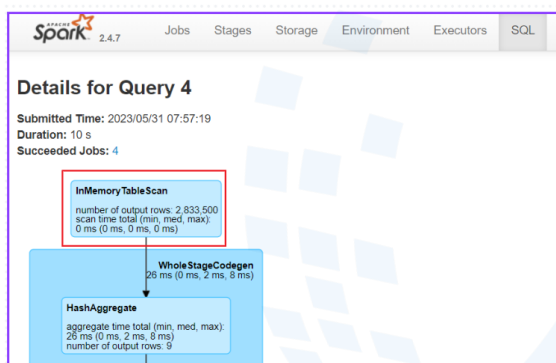 APACHE
Spark 2.4.7 Jobs Stages Storage Environment Executors SQL
Details for Query 4
Submitted Time: 2023/05/31 07:57:19
Duration: 10 s
Succeeded Jobs: 4
InMemoryTableScan
number of output rows: 2,833,500
scan time total (min, med, max):
0 ms (0 ms, 0 ms, 0 ms)
WholeStageCodegen
26 ms (0 ms, 2 ms, 8 ms)
HashAggregate
aggregate time total (min, med, max):
26 ms (0 ms, 2 ms, 8 ms)
number of output rows: 9